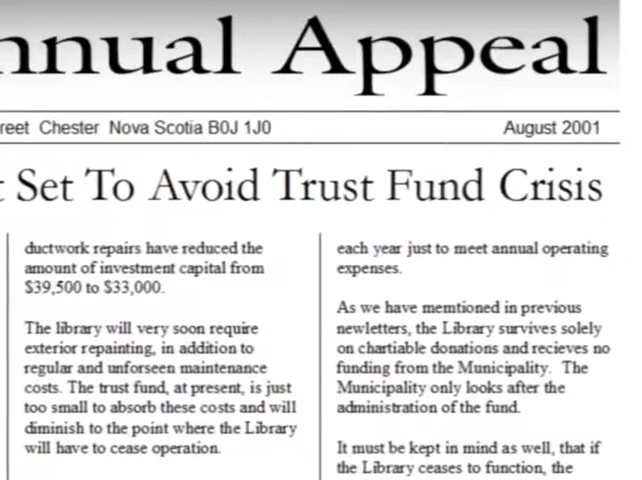 nnual Appeal
reet Chester Nova Scotia B0J 1J0 August 2001
t Set To Avoid Trust Fund Crisis
ductwork repairs have reduced the
amount of investment capital from
$39,500 to $33,000.
The library will very soon require
exterior repainting, in addition to
regular and unforseen maintenance
costs. The trust fund, at present, is just
too small to absorb these costs and will
diminish to the point where the Library
will have to cease operation.
each year just to meet annual operating
expenses.
As we have memtioned in previous
newletters, the Library survives solely
on chartiable donations and recieves no
funding from the Municipality. The
Municipality only looks after the
administration of the fund.
It must be kept in mind as well, that if
the Library ceases to function, the